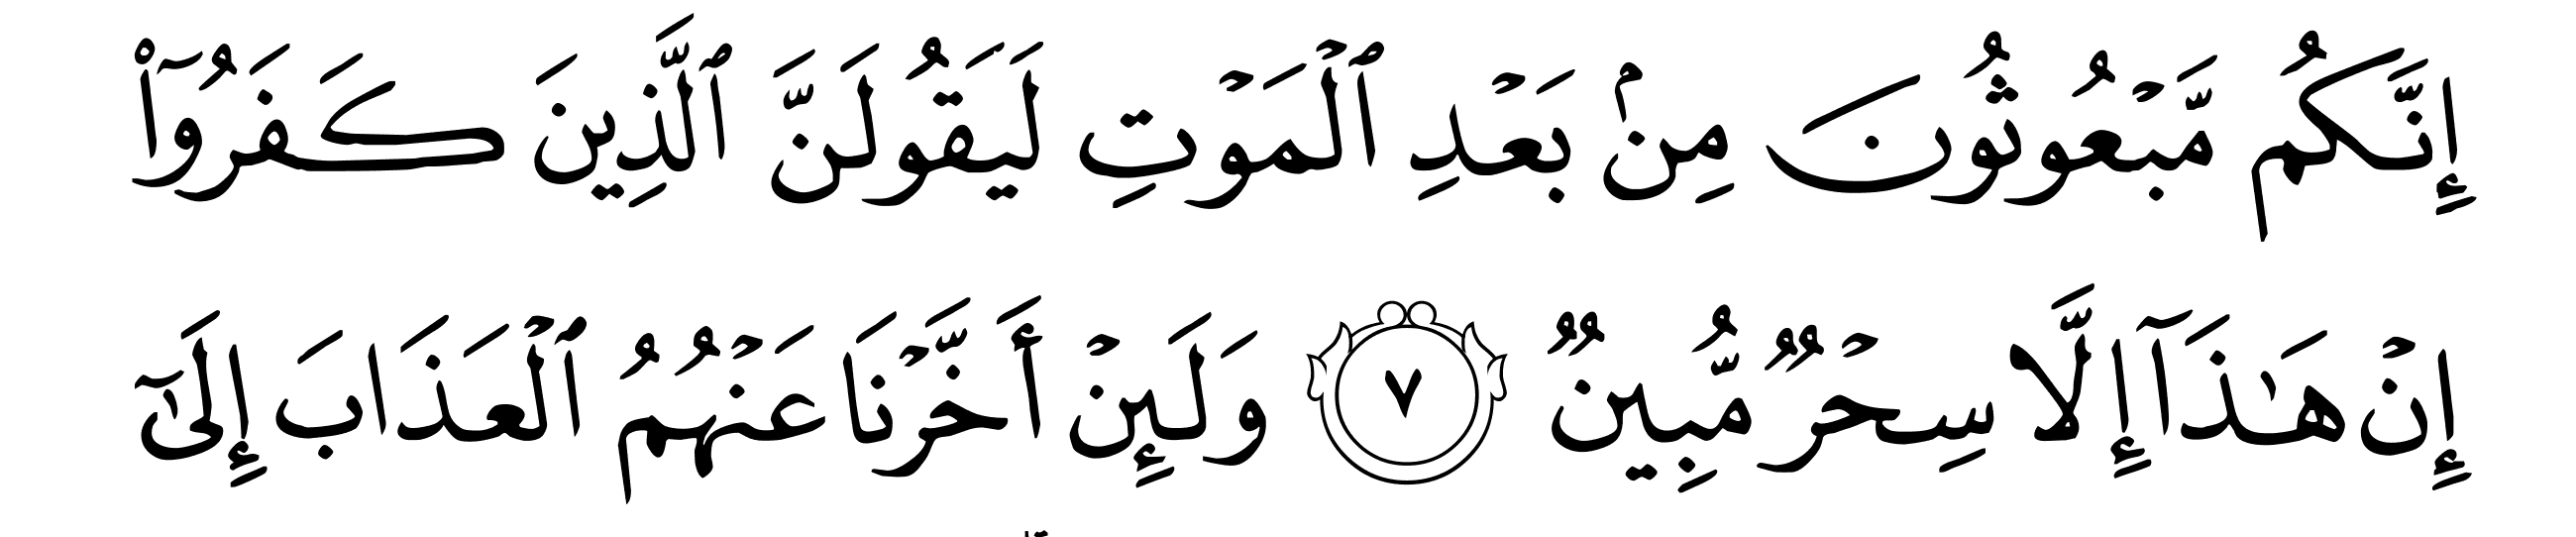 إِنَّكُم مَّبۡعُوثُونَ مِنۢ بَعۡدِ ٱلۡمَوۡتِ لَيَقُولَنَّ ٱلَّذِينَ كَفَرُوٓاْ
إِنۡ هَٰذَآ إِلَّا سِحۡرٞ مُّبِينٞ ٧ وَلَئِنۡ أَخَّرۡنَا عَنۡهُمُ ٱلۡعَذَابَ إِلَىٰٓ